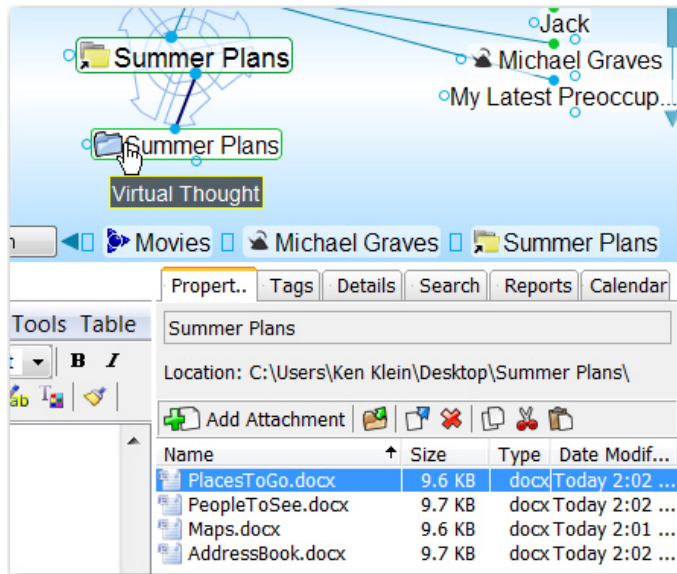 Jack
Summer Plans
Michael Graves
My Latest Preoccup...
Summer Plans
Virtual Thought
Movies Michael Graves Summer Plans
Propert.. Tags Details Search Reports Calendar
Tools Table
Summer Plans
B I
Location: C:\Users\Ken Klein\Desktop\Summer Plans\
Add Attachment
Name Size Type Date Modif...
PlacesToGo.docx 9.6 KB docx Today 2:02 ...
PeopleToSee.docx 9.7 KB docx Today 2:02 ...
Maps.docx 9.6 KB docx Today 2:01 ...
AddressBook.docx 9.7 KB docx Today 2:02 ...